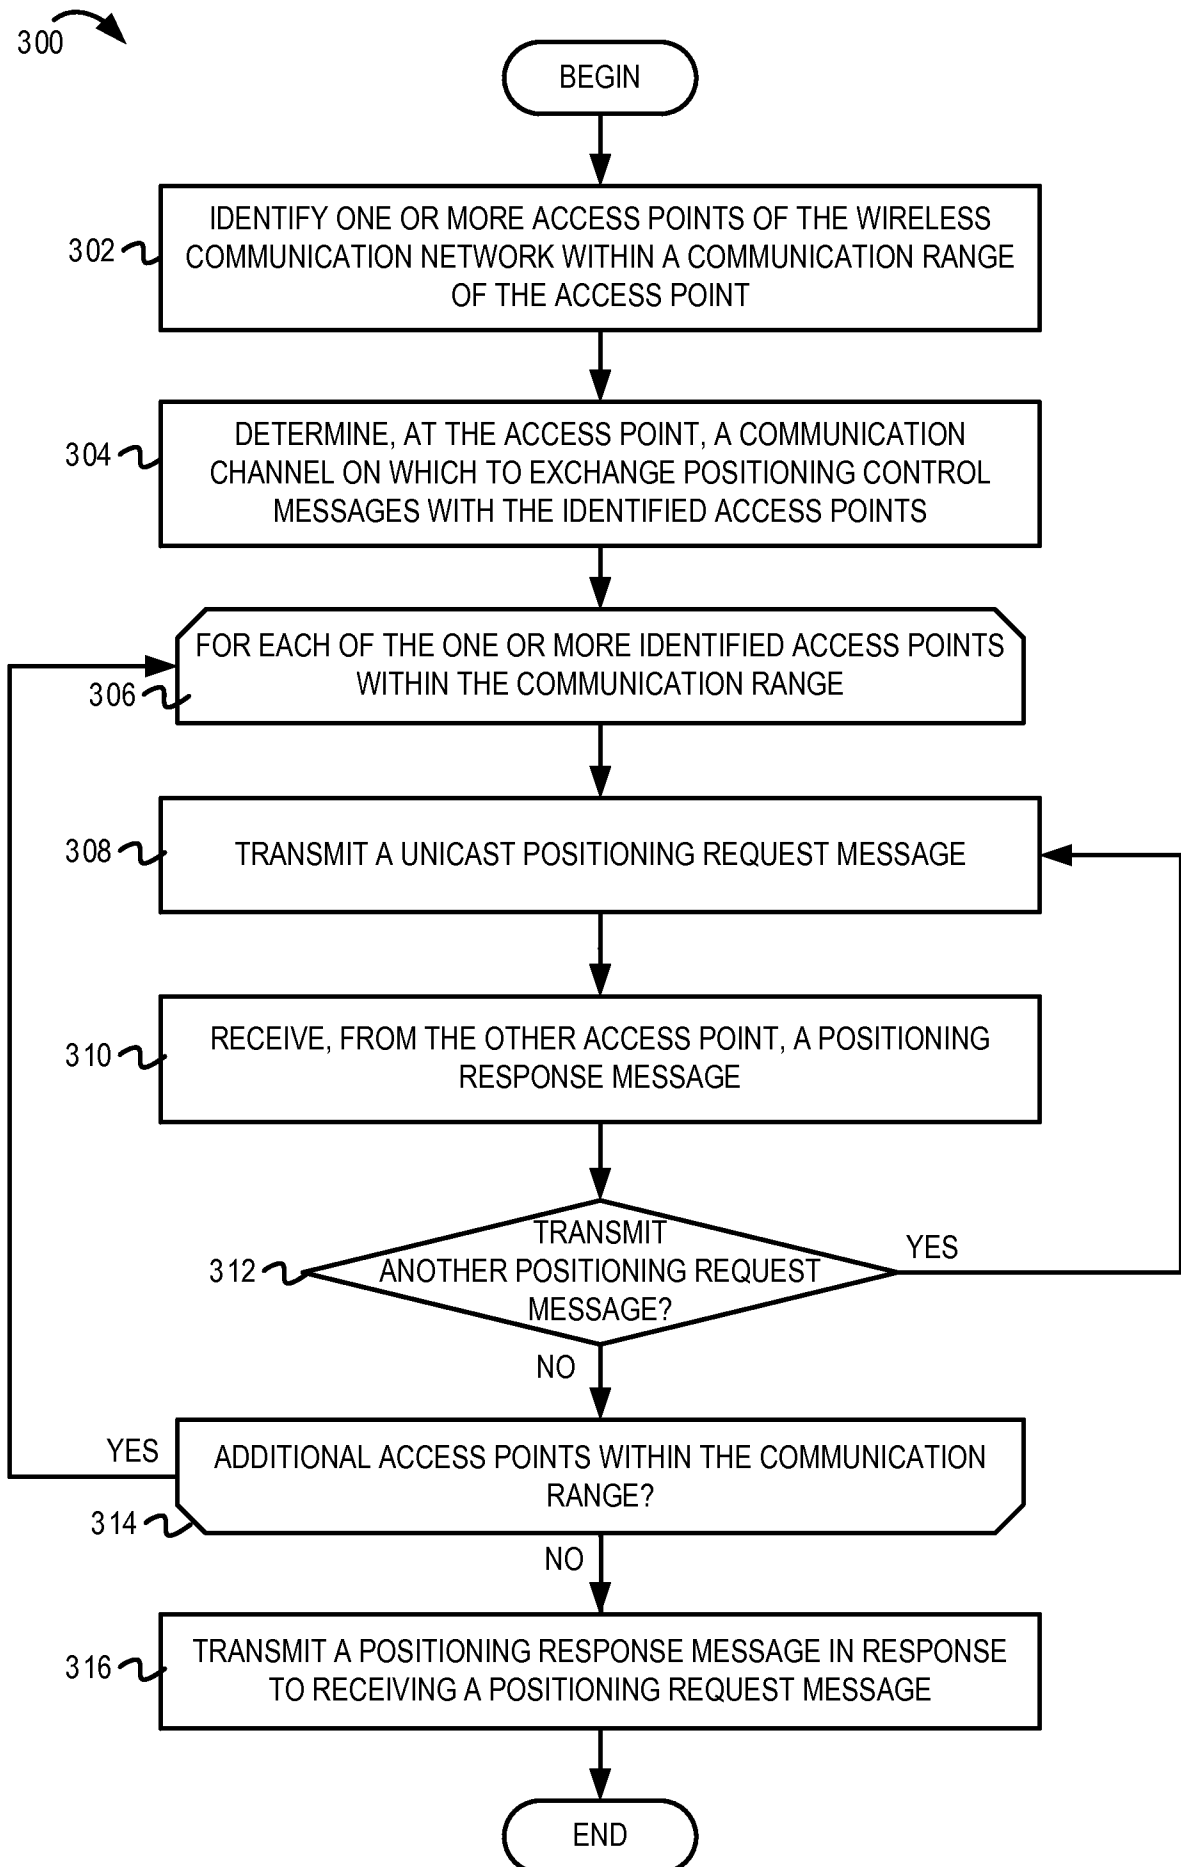 300
BEGIN
302
IDENTIFY ONE OR MORE ACCESS POINTS OF THE WIRELESS
COMMUNICATION NETWORK WITHIN A COMMUNICATION RANGE
OF THE ACCESS POINT
304
DETERMINE, AT THE ACCESS POINT, A COMMUNICATION
CHANNEL ON WHICH TO EXCHANGE POSITIONING CONTROL
MESSAGES WITH THE IDENTIFIED ACCESS POINTS
306
FOR EACH OF THE ONE OR MORE IDENTIFIED ACCESS POINTS
WITHIN THE COMMUNICATION RANGE
308
TRANSMIT A UNICAST POSITIONING REQUEST MESSAGE
310
RECEIVE, FROM THE OTHER ACCESS POINT, A POSITIONING
RESPONSE MESSAGE
312
TRANSMIT
ANOTHER POSITIONING REQUEST
MESSAGE?
YES
NO
YES
314
ADDITIONAL ACCESS POINTS WITHIN THE COMMUNICATION
RANGE?
NO
316
TRANSMIT A POSITIONING RESPONSE MESSAGE IN RESPONSE
TO RECEIVING A POSITIONING REQUEST MESSAGE
END